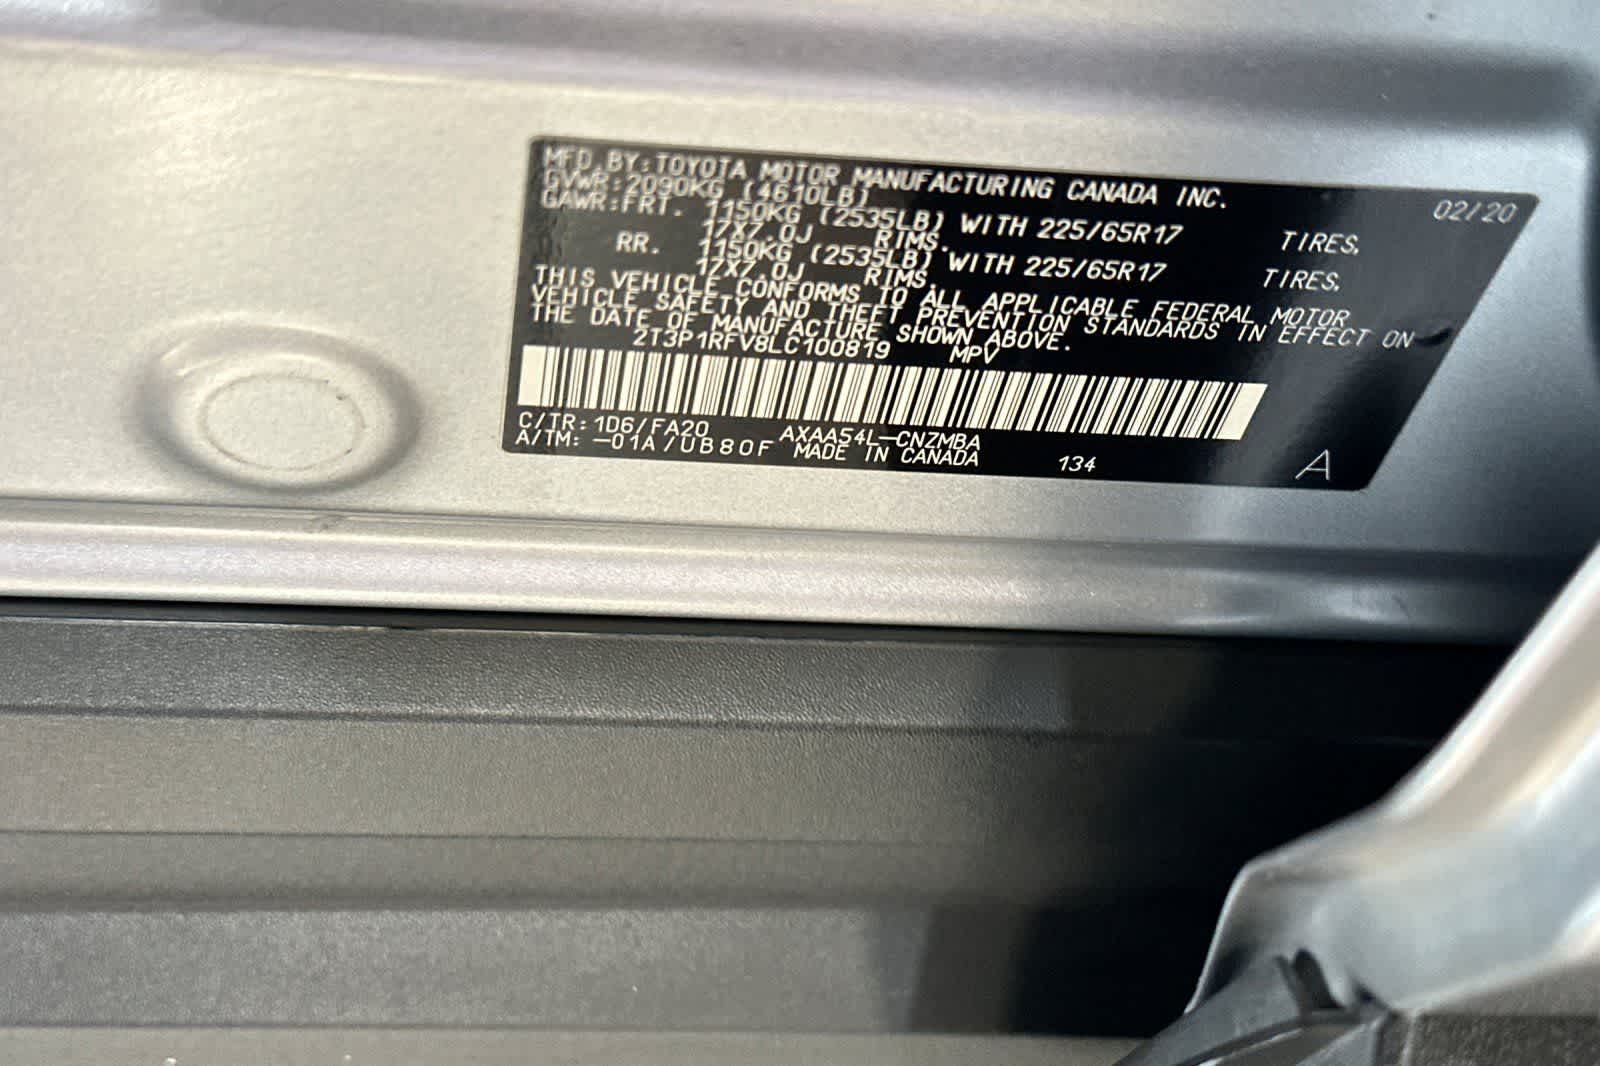 MFD.BY:TOYOTA MOTOR MANUFACTURING CANADA INC. 02/20
GVWR:2090KG (4610LB)
GAWR:FRT. 1150KG (2535LB) WITH 225/65R17 TIRES,
17X7.0J RIMS.
RR. 1150KG (2535LB) WITH 225/65R17 TIRES,
17X7.0J RIMS.
THIS VEHICLE CONFORMS TO ALL APPLICABLE FEDERAL MOTOR
VEHICLE SAFETY AND THEFT PREVENTION STANDARDS IN EFFECT ON
THE DATE OF MANUFACTURE SHOWN ABOVE.
2T3P1RFV8LC100819 MPV
C/TR:1D6/FA20 AXAA54L-CNZMBA
A/TM: -01A/UB80F MADE IN CANADA 134 A